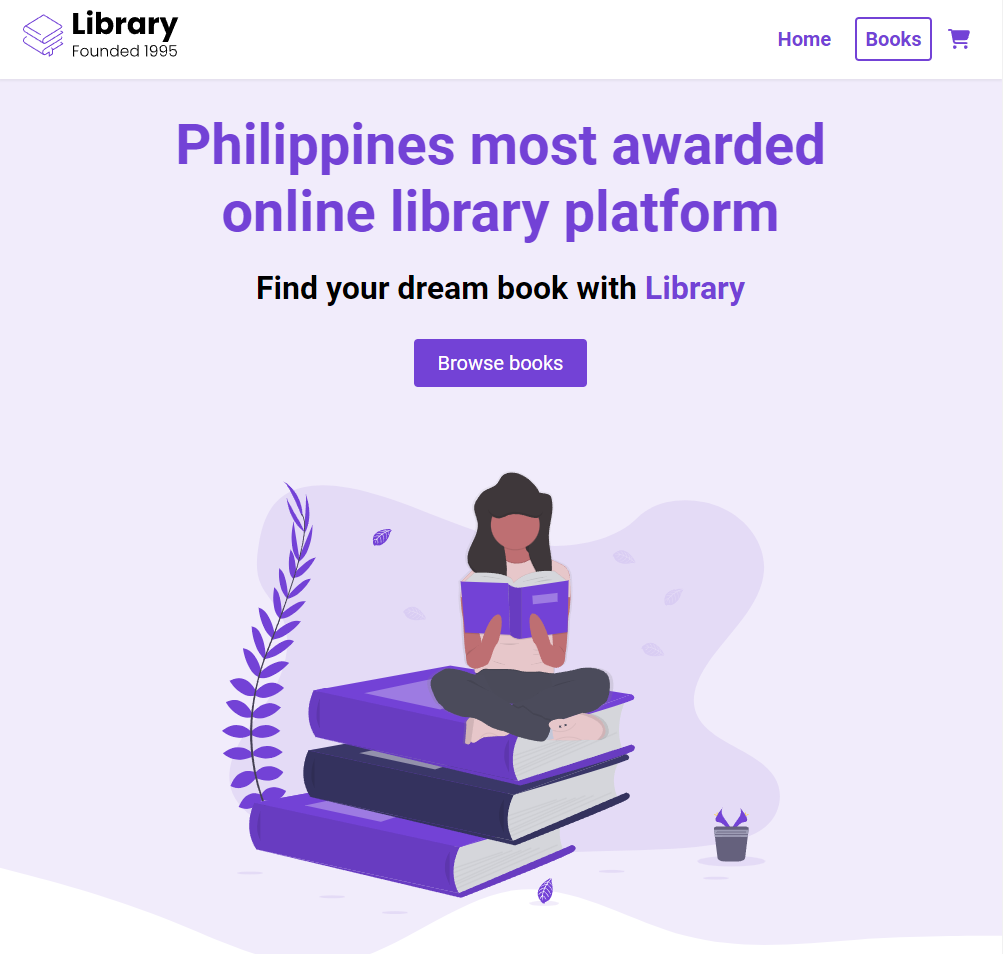 Library
Founded 1995
Home
Books
Philippines most awarded
online library platform
Find your dream book with Library
Browse books